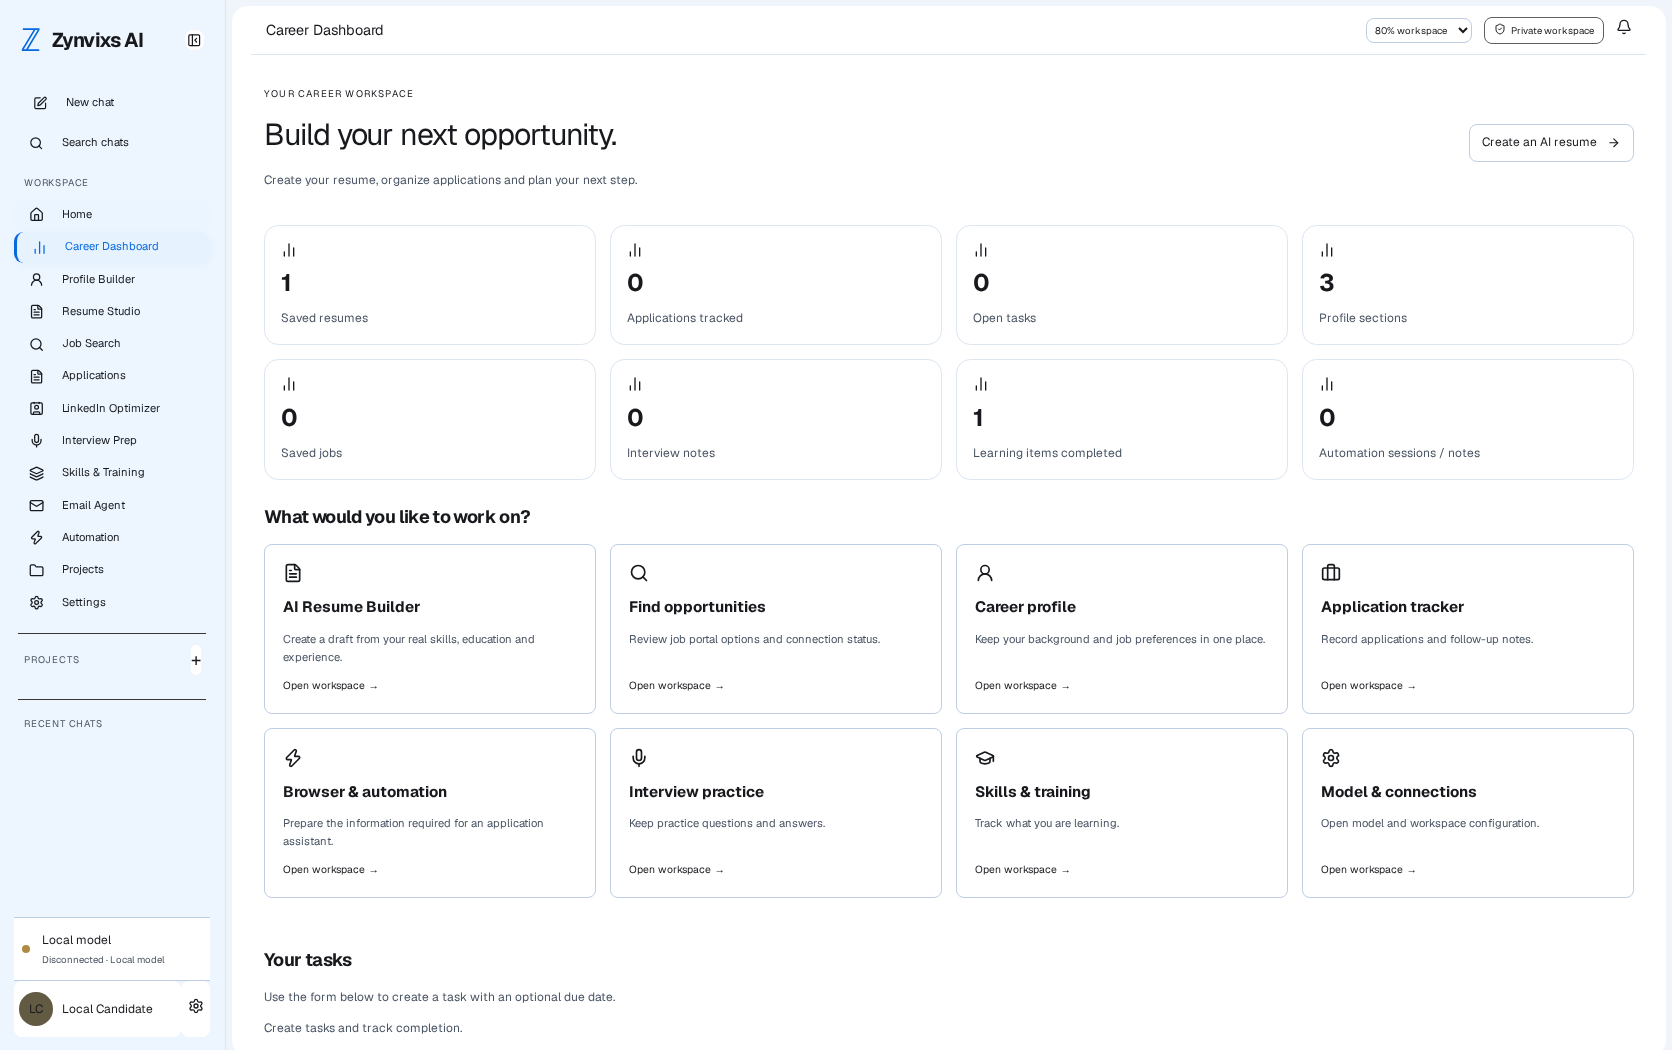 Zynvixs AI
New chat
Search chats
WORKSPACE
Home
Career Dashboard
Profile Builder
Resume Studio
Job Search
Applications
LinkedIn Optimizer
Interview Prep
Skills & Training
Email Agent
Automation
Projects
Settings
PROJECTS
+
RECENT CHATS
Local model
Disconnected · Local model
LC
Local Candidate
Career Dashboard
80% workspace
Private workspace
YOUR CAREER WORKSPACE
Build your next opportunity.
Create an AI resume →
Create your resume, organize applications and plan your next step.
1
Saved resumes
0
Applications tracked
0
Open tasks
3
Profile sections
0
Saved jobs
0
Interview notes
1
Learning items completed
0
Automation sessions / notes
What would you like to work on?
AI Resume Builder
Create a draft from your real skills, education and
experience.
Open workspace →
Find opportunities
Review job portal options and connection status.
Open workspace →
Career profile
Keep your background and job preferences in one place.
Open workspace →
Application tracker
Record applications and follow-up notes.
Open workspace →
Browser & automation
Prepare the information required for an application
assistant.
Open workspace →
Interview practice
Keep practice questions and answers.
Open workspace →
Skills & training
Track what you are learning.
Open workspace →
Model & connections
Open model and workspace configuration.
Open workspace →
Your tasks
Use the form below to create a task with an optional due date.
Create tasks and track completion.